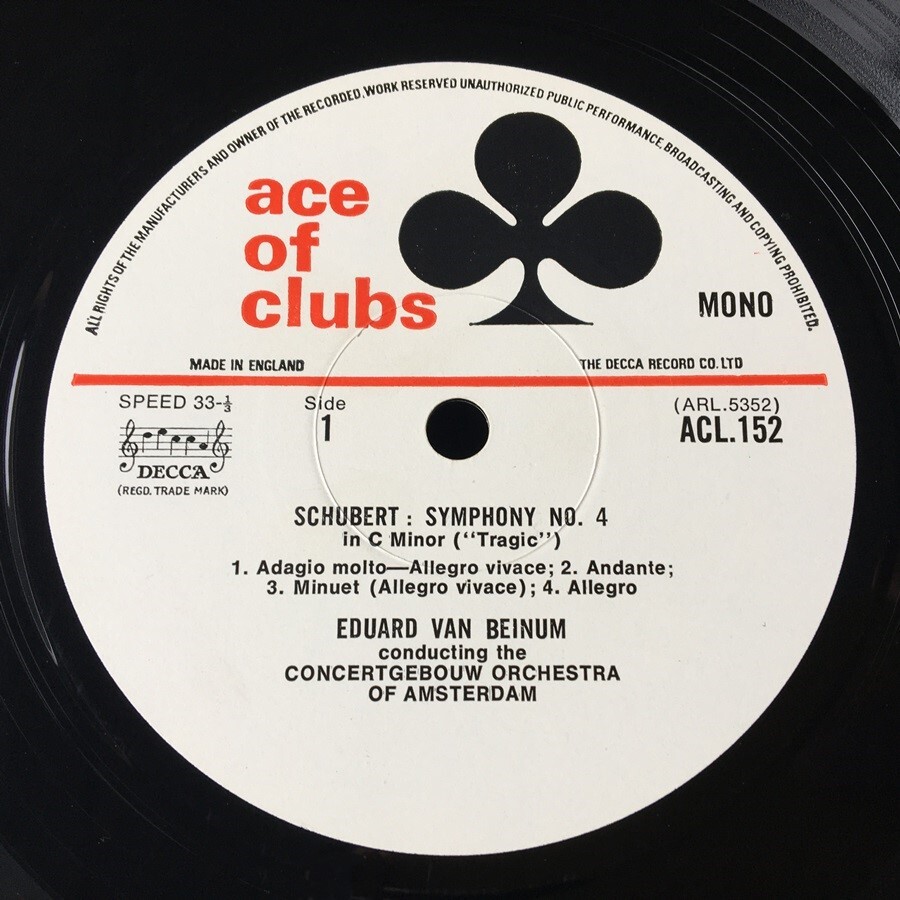 ALL RIGHTS OF THE MANUFACTURERS AND OWNER OF THE RECORDED, WORK RESERVED UNAUTHORIZED PUBLIC PERFORMANCE, BROADCASTING AND COPYING PROHIBITED.
ace
of
clubs
MONO
MADE IN ENGLAND
THE DECCA RECORD CO. LTD
SPEED 33-⅓
Side
1
(ARL.5352)
ACL.152
DECCA
(REGD. TRADE MARK)
SCHUBERT : SYMPHONY NO. 4
in C Minor (“Tragic”)
1. Adagio molto—Allegro vivace; 2. Andante;
3. Minuet (Allegro vivace); 4. Allegro
EDUARD VAN BEINUM
conducting the
CONCERTGEBOUW ORCHESTRA
OF AMSTERDAM